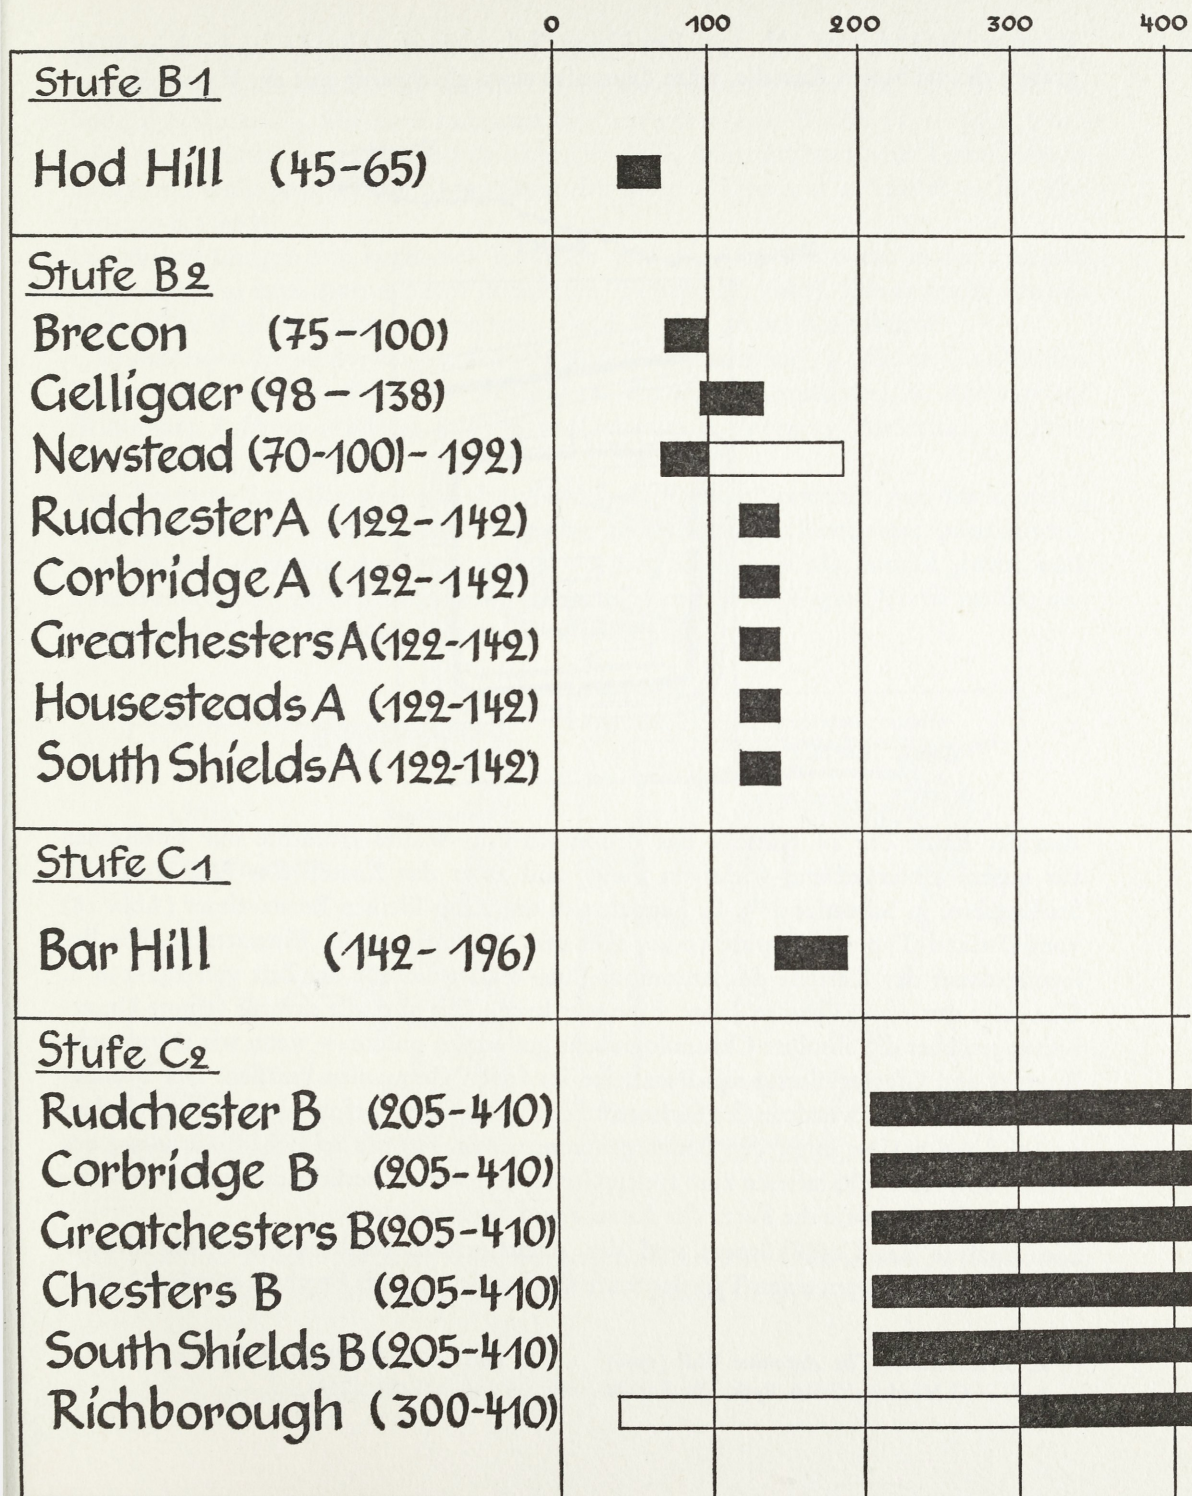 0 100 200 300 400
Stufe B1
Hod Hill (45-65)
Stufe B2
Brecon (75-100)
Gelligaer (98-138)
Newstead (70-100)-192)
Rudchester A (122-142)
Corbridge A (122-142)
Greatchesters A (122-142)
Housesteads A (122-142)
South Shields A (122-142)
Stufe C1
Bar Hill (142-196)
Stufe C2
Rudchester B (205-410)
Corbridge B (205-410)
Greatchesters B (205-410)
Chesters B (205-410)
South Shields B (205-410)
Richborough (300-410)